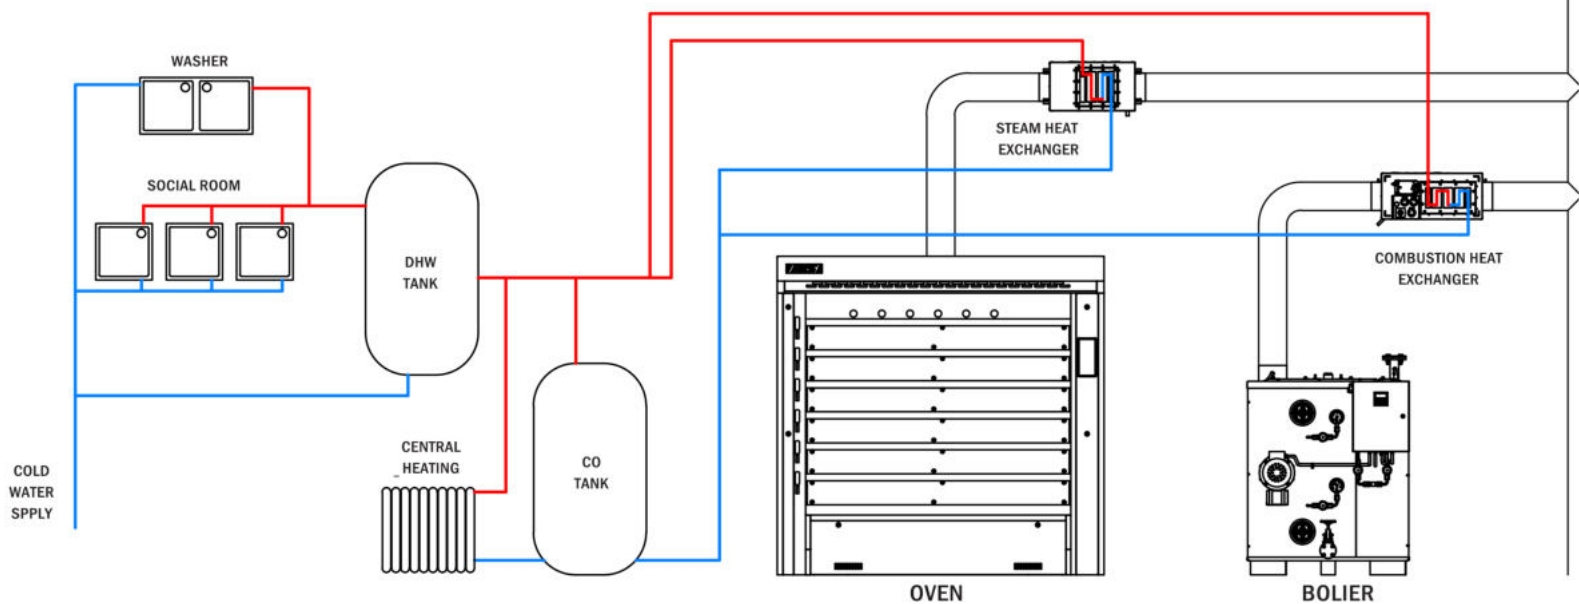 WASHER
SOCIAL ROOM
DHW
TANK
STEAM HEAT
EXCHANGER
COMBUSTION HEAT
EXCHANGER
CENTRAL
_ HEATING
CO
TANK
COLD
WATER
SPPLY
OVEN
BOLIER